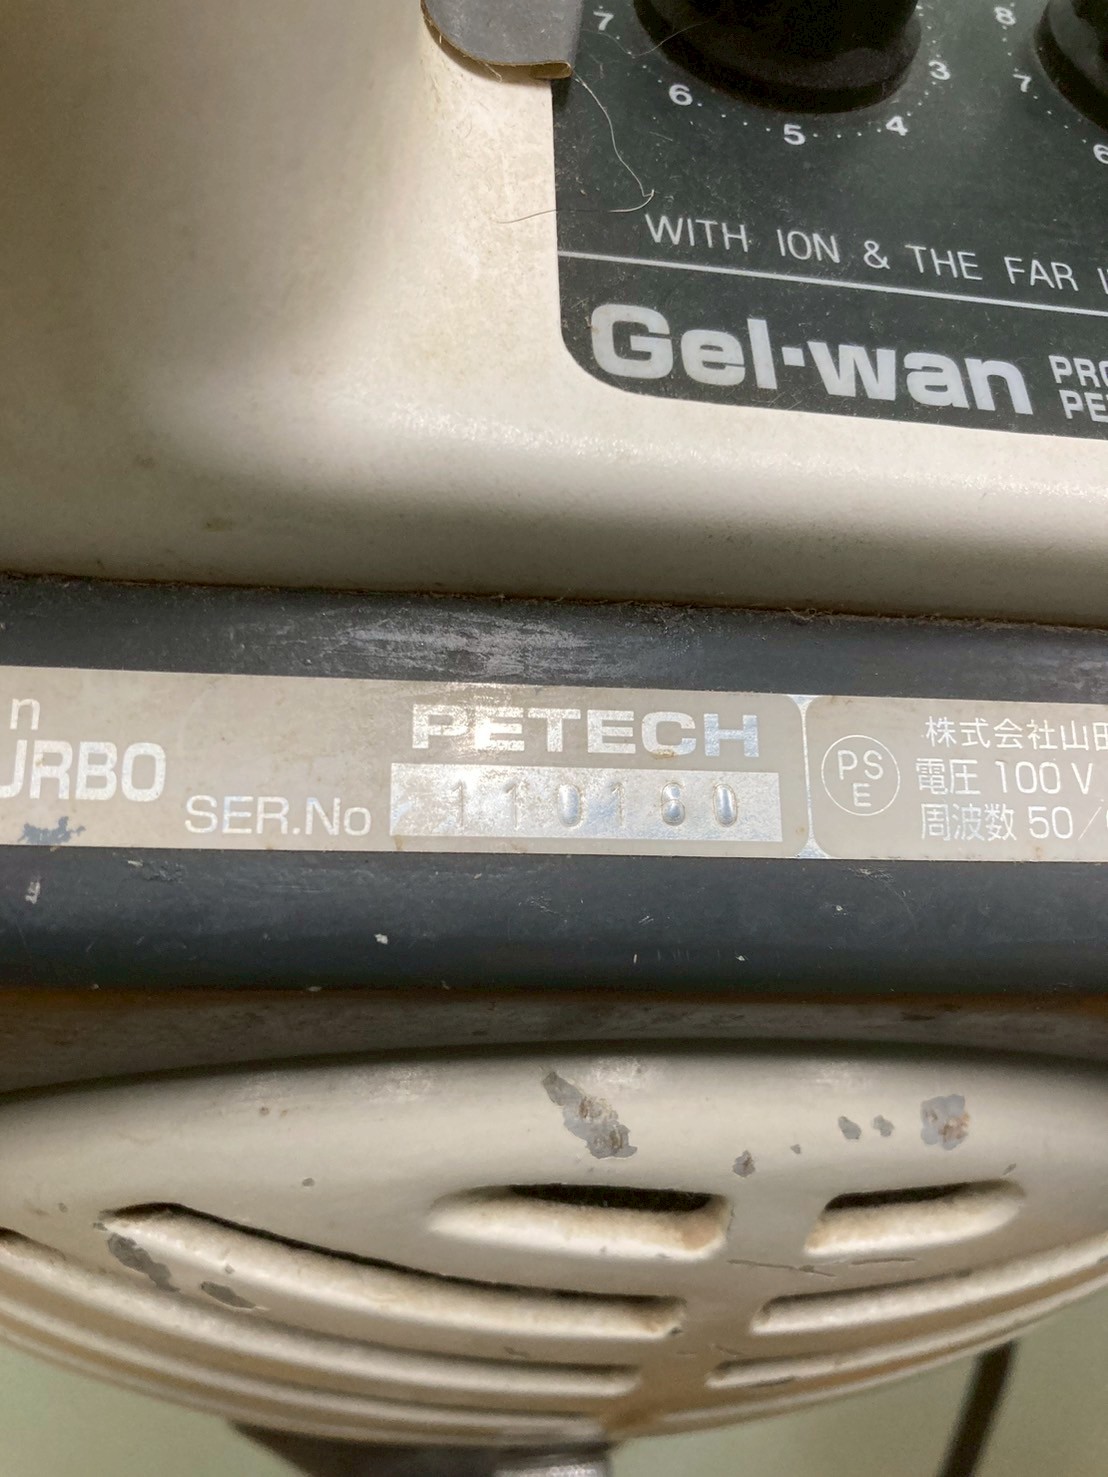 7
6
5
4
3
8
7
6
WITH ION & THE FAR
Gel-wan
n
PETECH
SER.No 110180
PS
E
株式会社山田
電圧 100 V
周波数 50/